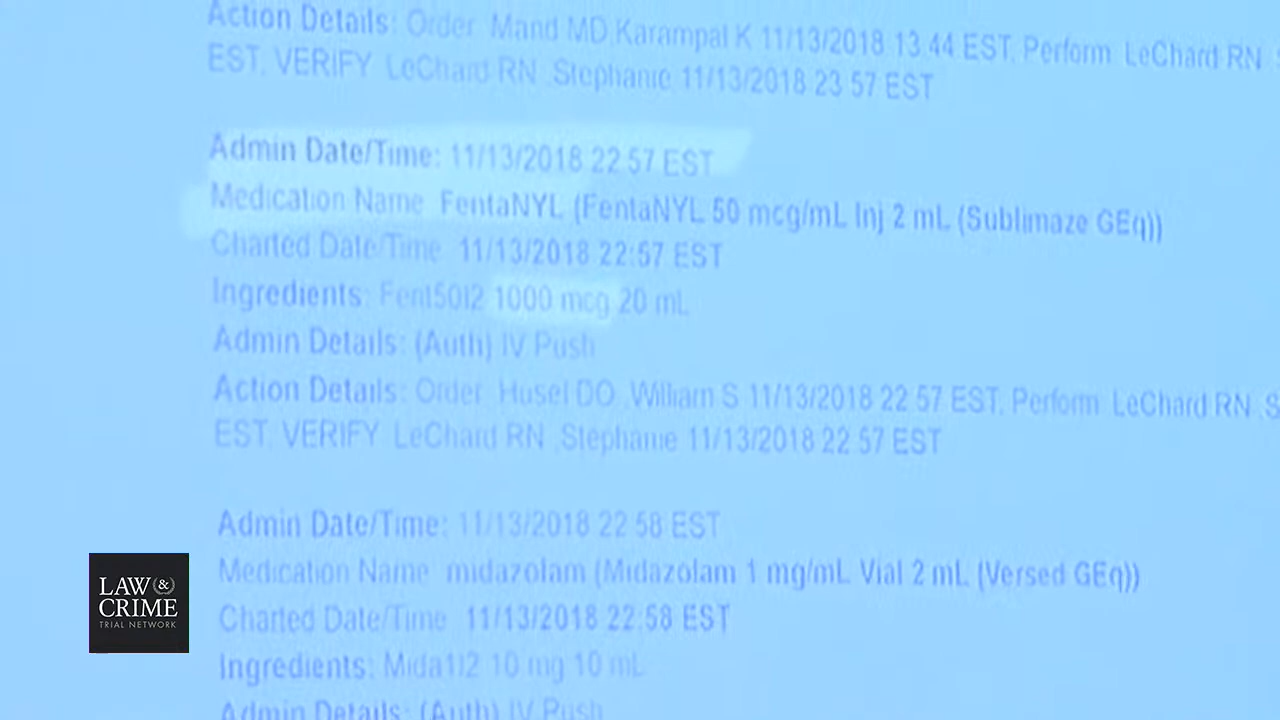 Action Details: Order Mand MD,Karampal K 11/13/2018 13 44 EST, Perform LeChard RN
EST, VERIFY LeChard RN ,Stephanie 11/13/2018 23 57 EST
Admin Date/Time: 11/13/2018 22 57 EST
Medication Name FentaNYL (FentaNYL 50 mcg/mL Inj 2 mL (Sublimaze GEq))
Charted Date/Time 11/13/2018 22:57 EST
Ingredients: Fent50I2 1000 mcg 20 mL
Admin Details: (Auth) IV Push
Action Details: Order Husel DO ,William S 11/13/2018 22 57 EST, Perform LeChard RN ,S
EST, VERIFY LeChard RN ,Stephanie 11/13/2018 22 57 EST
Admin Date/Time: 11/13/2018 22 58 EST
Medication Name midazolam (Midazolam 1 mg/mL Vial 2 mL (Versed GEq))
Charted Date/Time 11/13/2018 22:58 EST
Ingredients: Mida1I2 10 mg 10 mL
Admin Details: (Auth) IV Push
LAW &
CRIME
TRIAL NETWORK